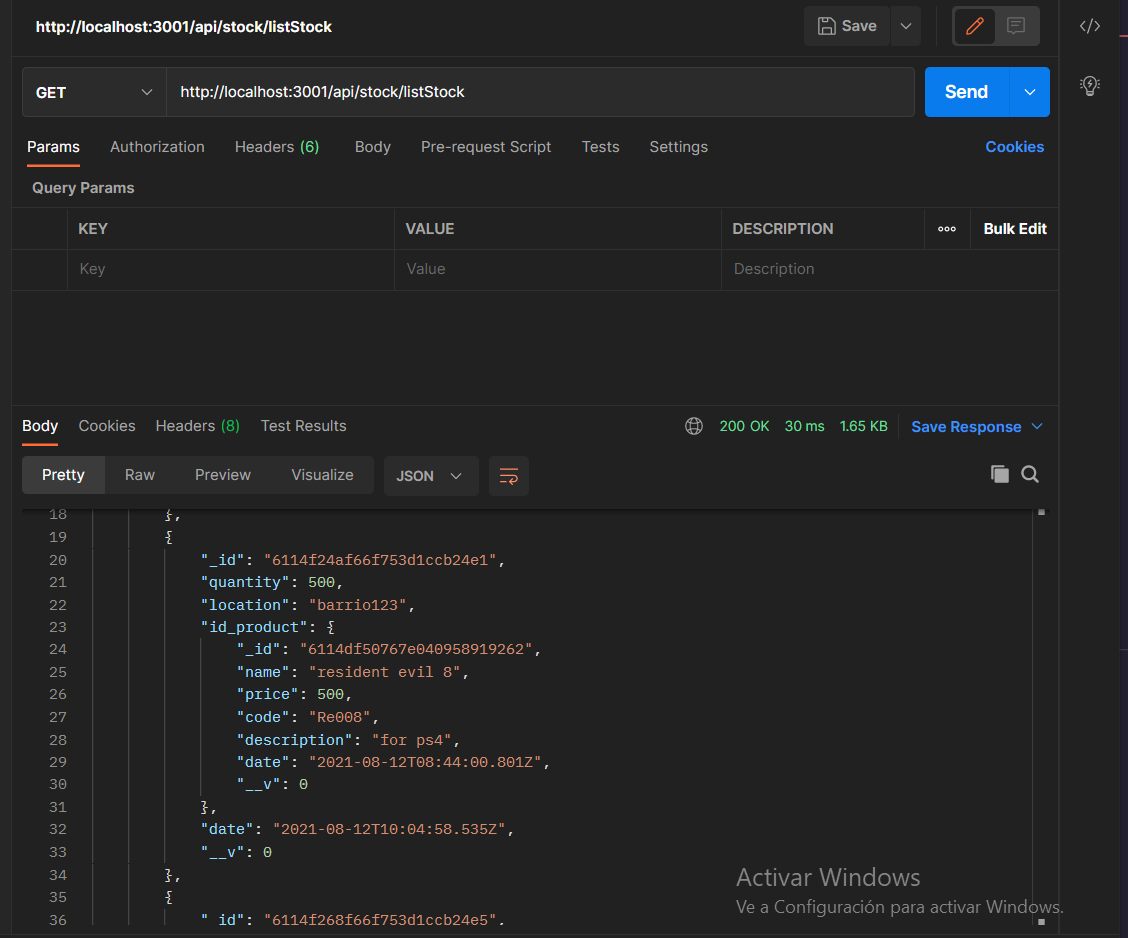 http://localhost:3001/api/stock/listStock Save
GET http://localhost:3001/api/stock/listStock Send
Params Authorization Headers (6) Body Pre-request Script Tests Settings Cookies
Query Params
KEY VALUE DESCRIPTION Bulk Edit
Key Value Description
Body Cookies Headers (8) Test Results 200 OK 30 ms 1.65 KB Save Response
Pretty Raw Preview Visualize JSON
18 },
19 {
20 "_id": "6114f24af66f753d1ccb24e1",
21 "quantity": 500,
22 "location": "barrio123",
23 "id_product": {
24 "_id": "6114df50767e040958919262",
25 "name": "resident evil 8",
26 "price": 500,
27 "code": "Re008",
28 "description": "for ps4",
29 "date": "2021-08-12T08:44:00.801Z",
30 "__v": 0
31 },
32 "date": "2021-08-12T10:04:58.535Z",
33 "__v": 0
34 },
35 {
36 "_id": "6114f268f66f753d1ccb24e5",
Activar Windows
Ve a Configuración para activar Windows.